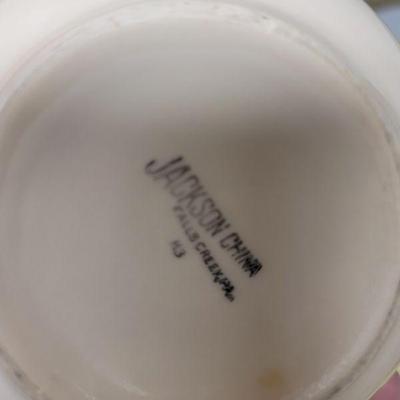 JACKSON CHINA
FALLS CREEK, PA.
H3